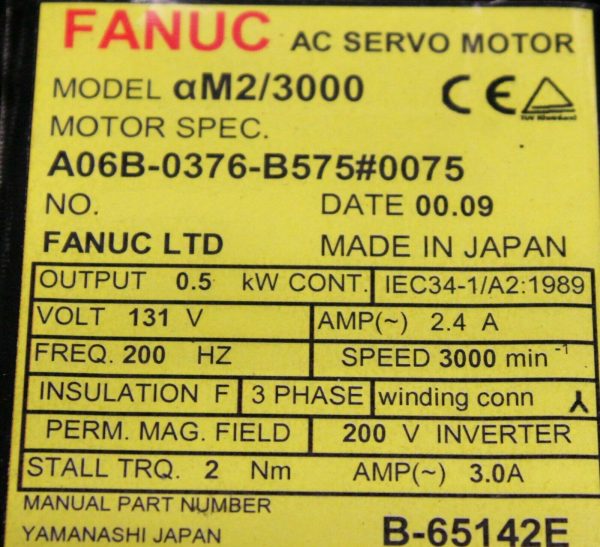 FANUC AC SERVO MOTOR
MODEL αM2/3000
CE
MOTOR SPEC.
A06B-0376-B575#0075
NO. DATE 00.09
FANUC LTD MADE IN JAPAN
OUTPUT 0.5 kW CONT. IEC34-1/A2:1989
VOLT 131 V AMP(~) 2.4 A
FREQ. 200 HZ SPEED 3000 min⁻¹
INSULATION F 3 PHASE winding conn
PERM. MAG. FIELD 200 V INVERTER
STALL TRQ. 2 Nm AMP(~) 3.0A
MANUAL PART NUMBER
YAMANASHI JAPAN B-65142E